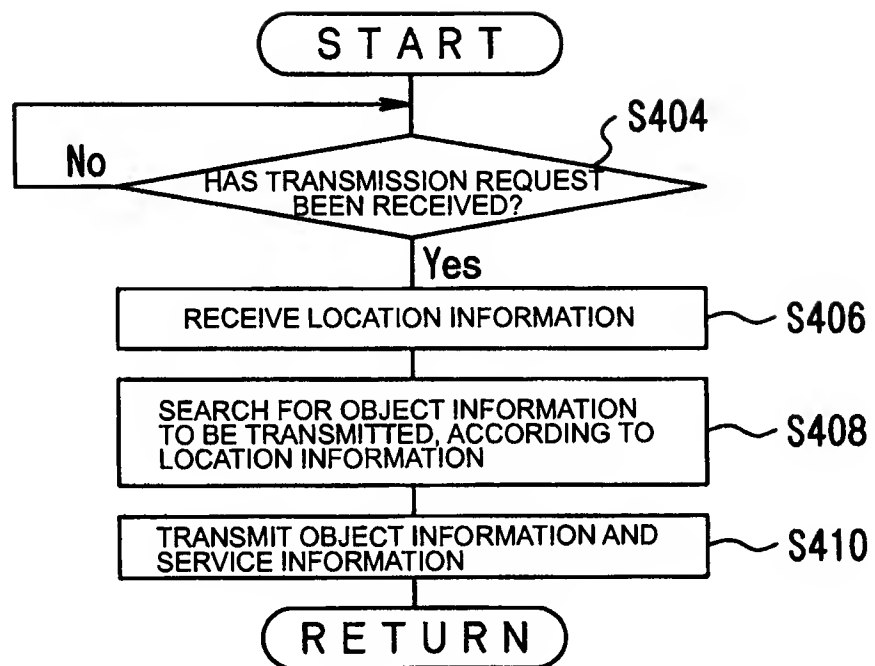 START
S404
No
HAS TRANSMISSION REQUEST
BEEN RECEIVED?
Yes
RECEIVE LOCATION INFORMATION
S406
SEARCH FOR OBJECT INFORMATION
TO BE TRANSMITTED, ACCORDING TO
LOCATION INFORMATION
S408
TRANSMIT OBJECT INFORMATION AND
SERVICE INFORMATION
S410
RETURN